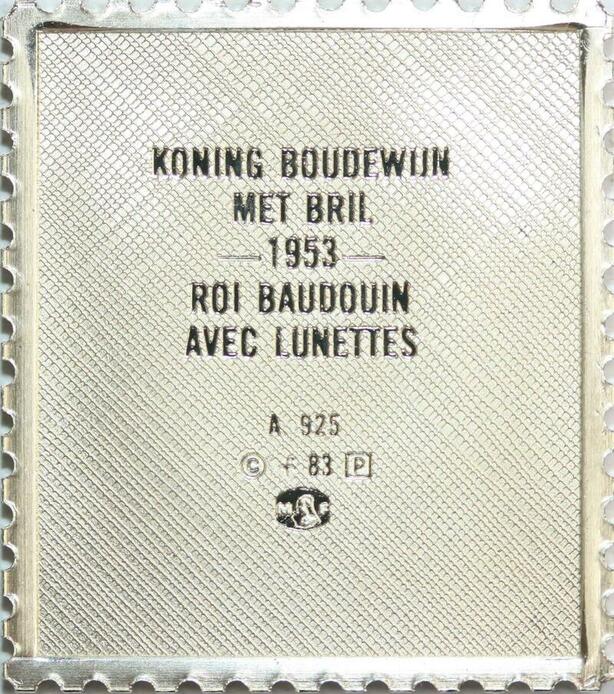 KONING BOUDEWIJN
MET BRIL
1953
ROI BAUDOUIN
AVEC LUNETTES
A 925
© F 83 P
M F